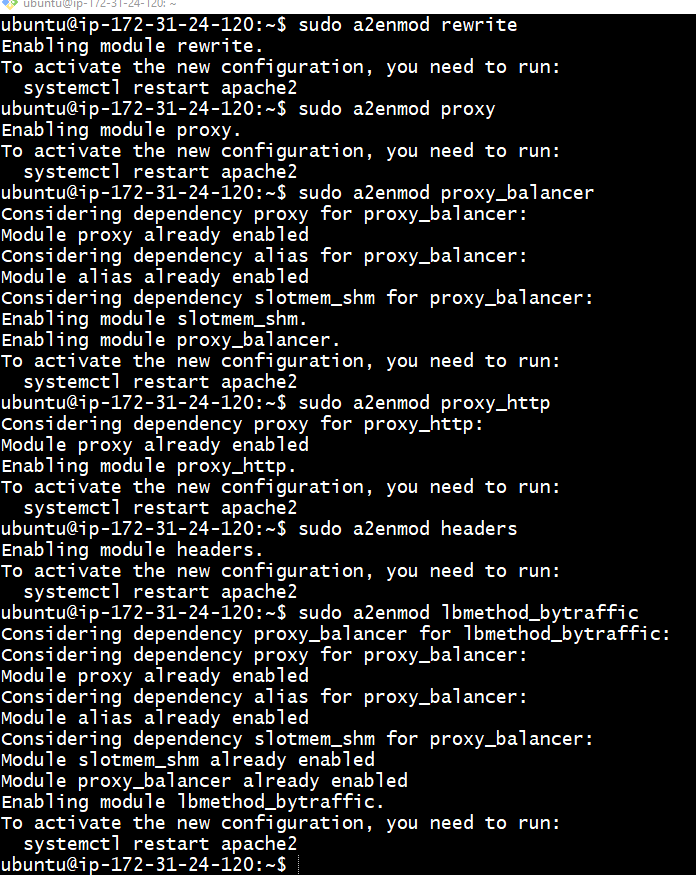 ubuntu@ip-172-31-24-120: ~
ubuntu@ip-172-31-24-120:~$ sudo a2enmod rewrite
Enabling module rewrite.
To activate the new configuration, you need to run:
  systemctl restart apache2
ubuntu@ip-172-31-24-120:~$ sudo a2enmod proxy
Enabling module proxy.
To activate the new configuration, you need to run:
  systemctl restart apache2
ubuntu@ip-172-31-24-120:~$ sudo a2enmod proxy_balancer
Considering dependency proxy for proxy_balancer:
Module proxy already enabled
Considering dependency alias for proxy_balancer:
Module alias already enabled
Considering dependency slotmem_shm for proxy_balancer:
Enabling module slotmem_shm.
Enabling module proxy_balancer.
To activate the new configuration, you need to run:
  systemctl restart apache2
ubuntu@ip-172-31-24-120:~$ sudo a2enmod proxy_http
Considering dependency proxy for proxy_http:
Module proxy already enabled
Enabling module proxy_http.
To activate the new configuration, you need to run:
  systemctl restart apache2
ubuntu@ip-172-31-24-120:~$ sudo a2enmod headers
Enabling module headers.
To activate the new configuration, you need to run:
  systemctl restart apache2
ubuntu@ip-172-31-24-120:~$ sudo a2enmod lbmethod_bytraffic
Considering dependency proxy_balancer for lbmethod_bytraffic:
Considering dependency proxy for proxy_balancer:
Module proxy already enabled
Considering dependency alias for proxy_balancer:
Module alias already enabled
Considering dependency slotmem_shm for proxy_balancer:
Module slotmem_shm already enabled
Module proxy_balancer already enabled
Enabling module lbmethod_bytraffic.
To activate the new configuration, you need to run:
  systemctl restart apache2
ubuntu@ip-172-31-24-120:~$